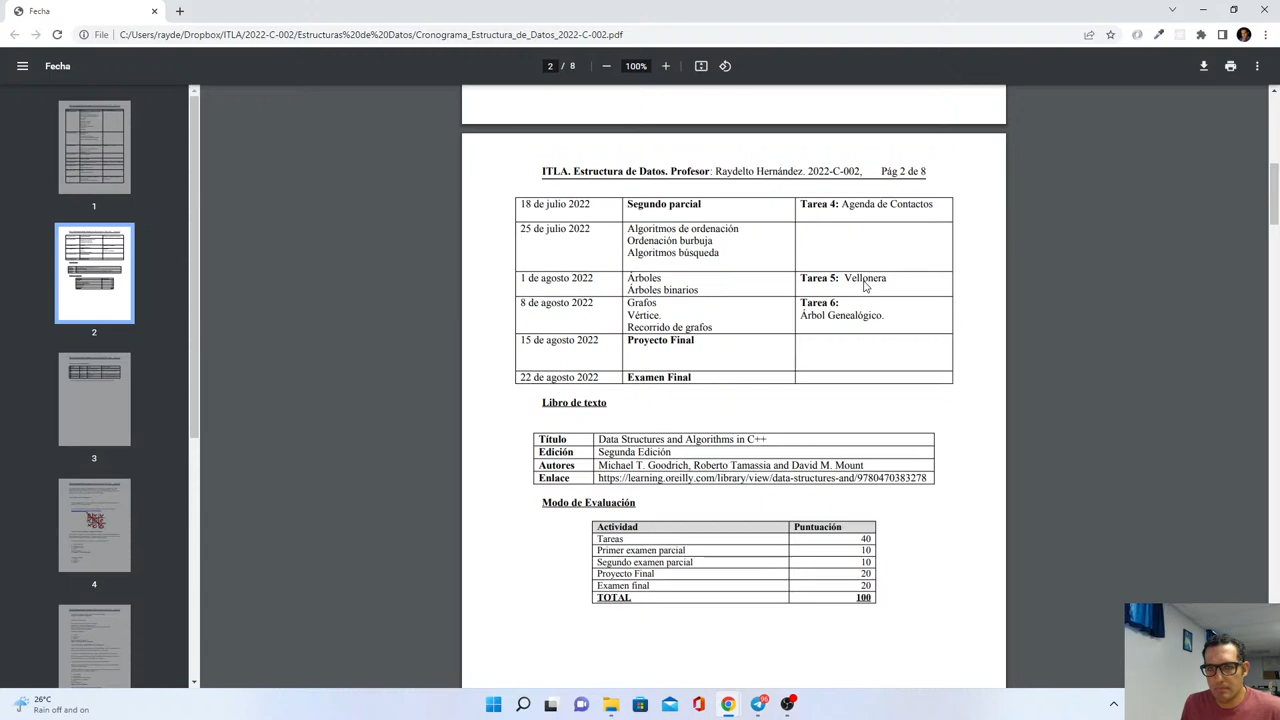 Fecha
File
C:/Users/rayde/Dropbox/ITLA/2022-C-002/Estructuras%20de%20Datos/Cronograma_Estructura_de_Datos_2022-C-002.pdf
Fecha
2 / 8
100%
1
2
3
4
ITLA. Estructura de Datos. Profesor: Raydelto Hernández. 2022-C-002, Pág 2 de 8
18 de julio 2022 Segundo parcial Tarea 4: Agenda de Contactos
25 de julio 2022 Algoritmos de ordenación
Ordenación burbuja
Algoritmos búsqueda
1 de agosto 2022 Árboles Tarea 5: Vellonera
Árboles binarios
8 de agosto 2022 Grafos Tarea 6:
Vértice. Árbol Genealógico.
Recorrido de grafos
15 de agosto 2022 Proyecto Final
22 de agosto 2022 Examen Final
Libro de texto
Título Data Structures and Algorithms in C++
Edición Segunda Edición
Autores Michael T. Goodrich, Roberto Tamassia and David M. Mount
Enlace https://learning.oreilly.com/library/view/data-structures-and/9780470383278
Modo de Evaluación
Actividad Puntuación
Tareas 40
Primer examen parcial 10
Segundo examen parcial 10
Proyecto Final 20
Examen final 20
TOTAL 100
26°C
Rain off and on